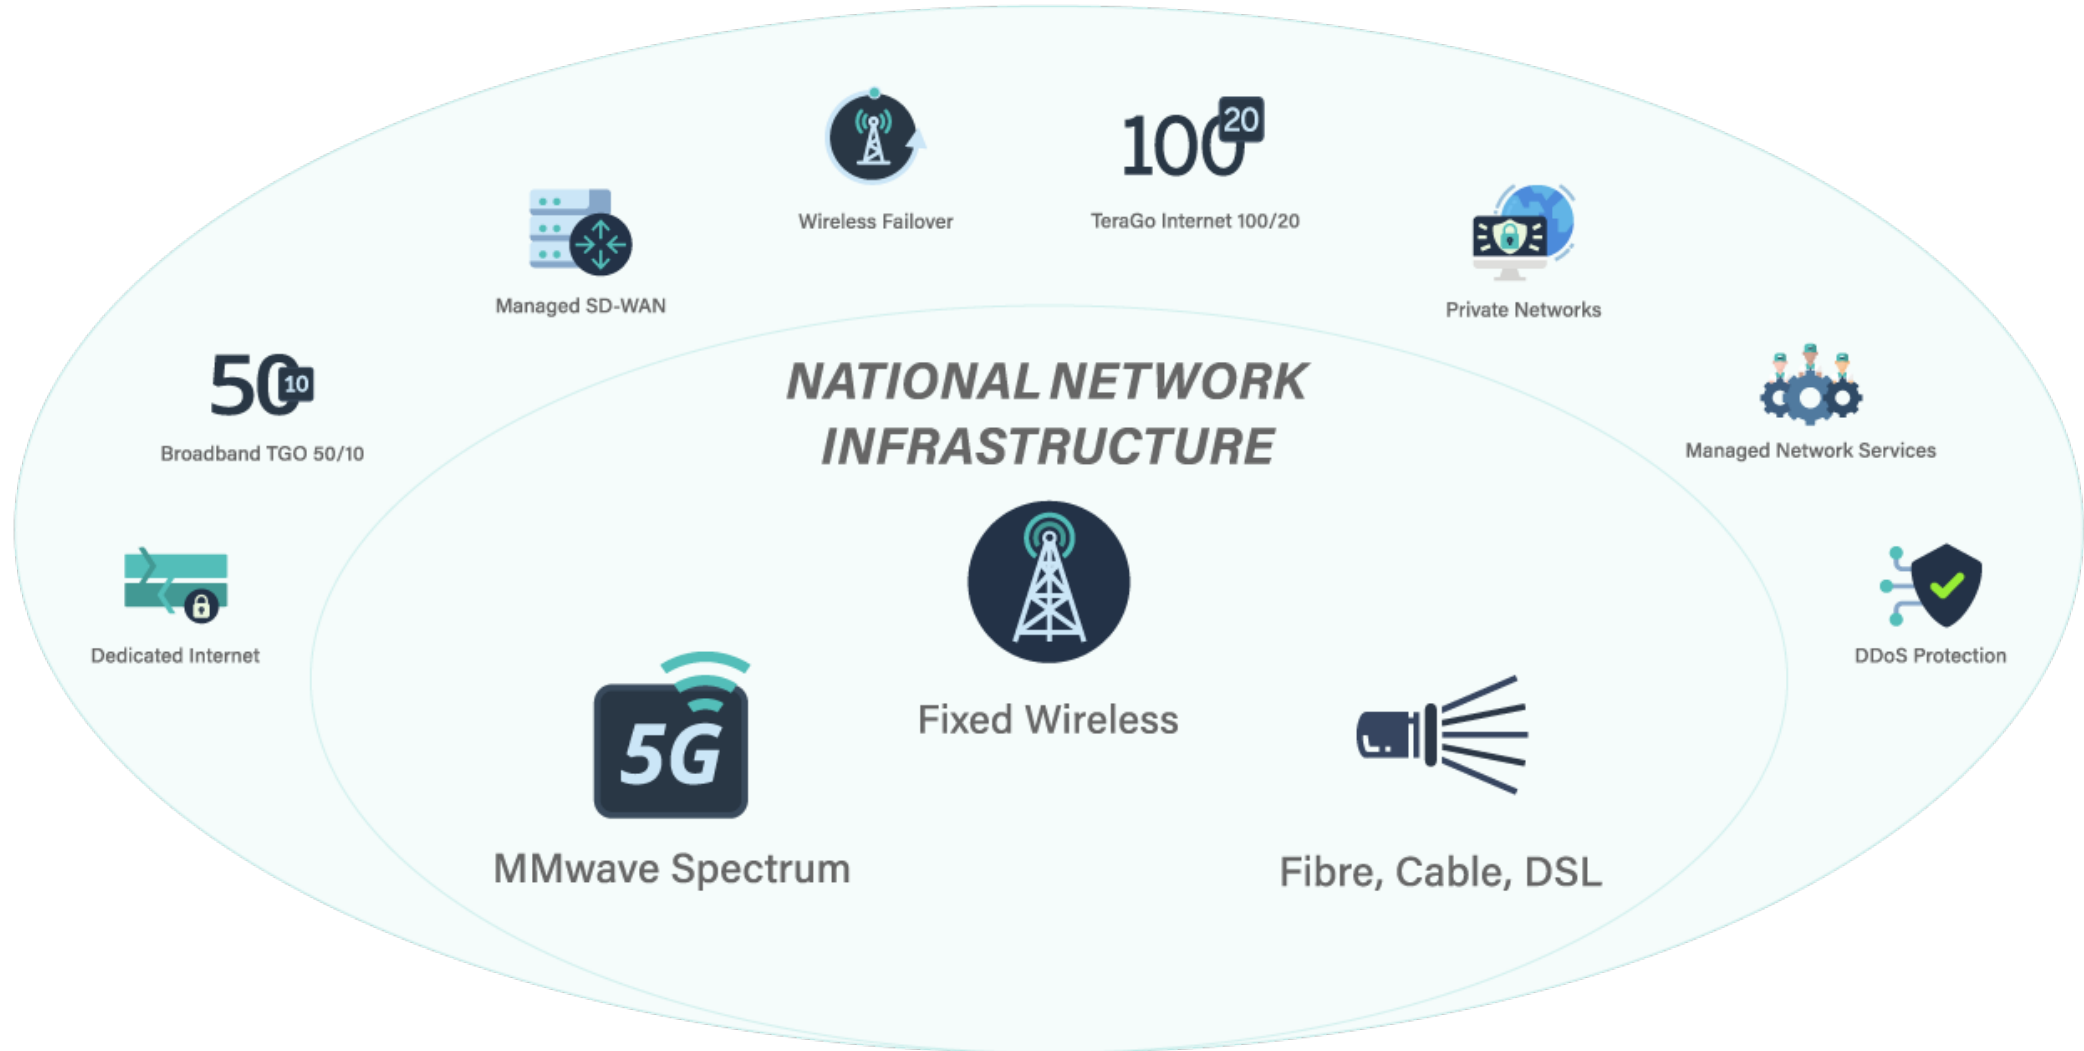 100
20
Wireless Failover
TeraGo Internet 100/20
Managed SD-WAN
Private Networks
50
10
Broadband TGO 50/10
Managed Network Services
Dedicated Internet
DDoS Protection
NATIONAL NETWORK
INFRASTRUCTURE
Fixed Wireless
5G
MMwave Spectrum
Fibre, Cable, DSL